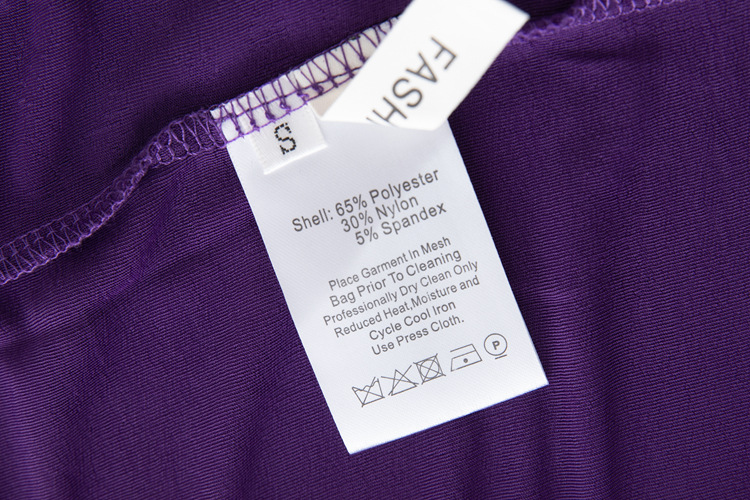 FASHI
S
Shell: 65% Polyester
30% Nylon
5% Spandex
Place Garment In Mesh
Bag Prior To Cleaning
Professionally Dry Clean Only
Reduced Heat,Moisture and
Cycle Cool Iron
Use Press Cloth.
P